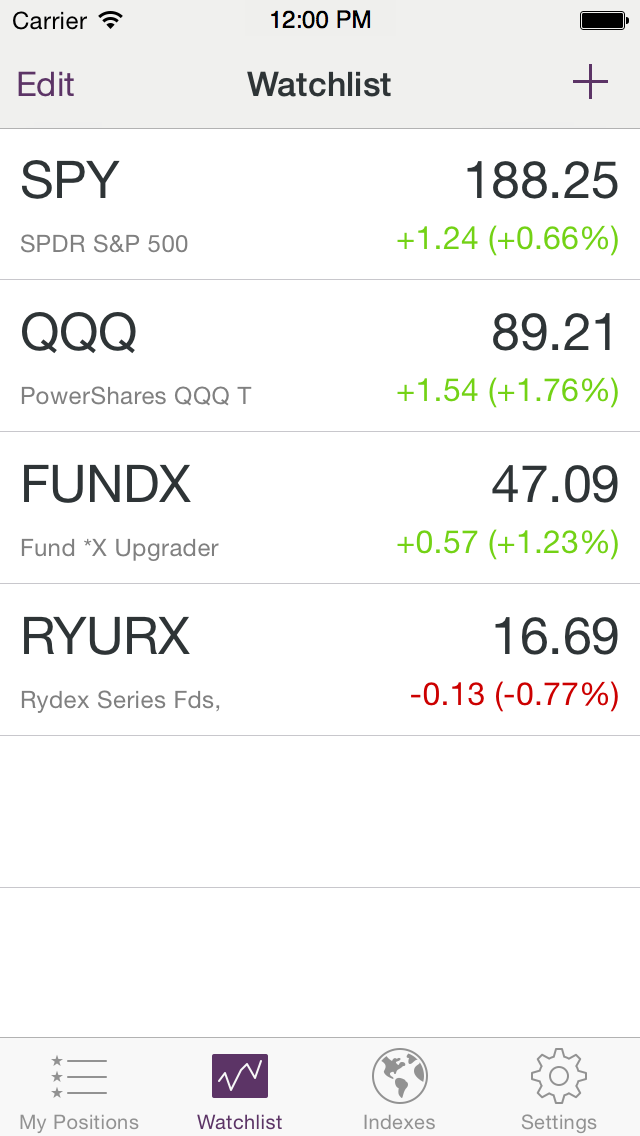 Carrier 12:00 PM
Edit Watchlist +
SPY 188.25
SPDR S&P 500 +1.24 (+0.66%)
QQQ 89.21
PowerShares QQQ T +1.54 (+1.76%)
FUNDX 47.09
Fund *X Upgrader +0.57 (+1.23%)
RYURX 16.69
Rydex Series Fds, -0.13 (-0.77%)
My Positions Watchlist Indexes Settings